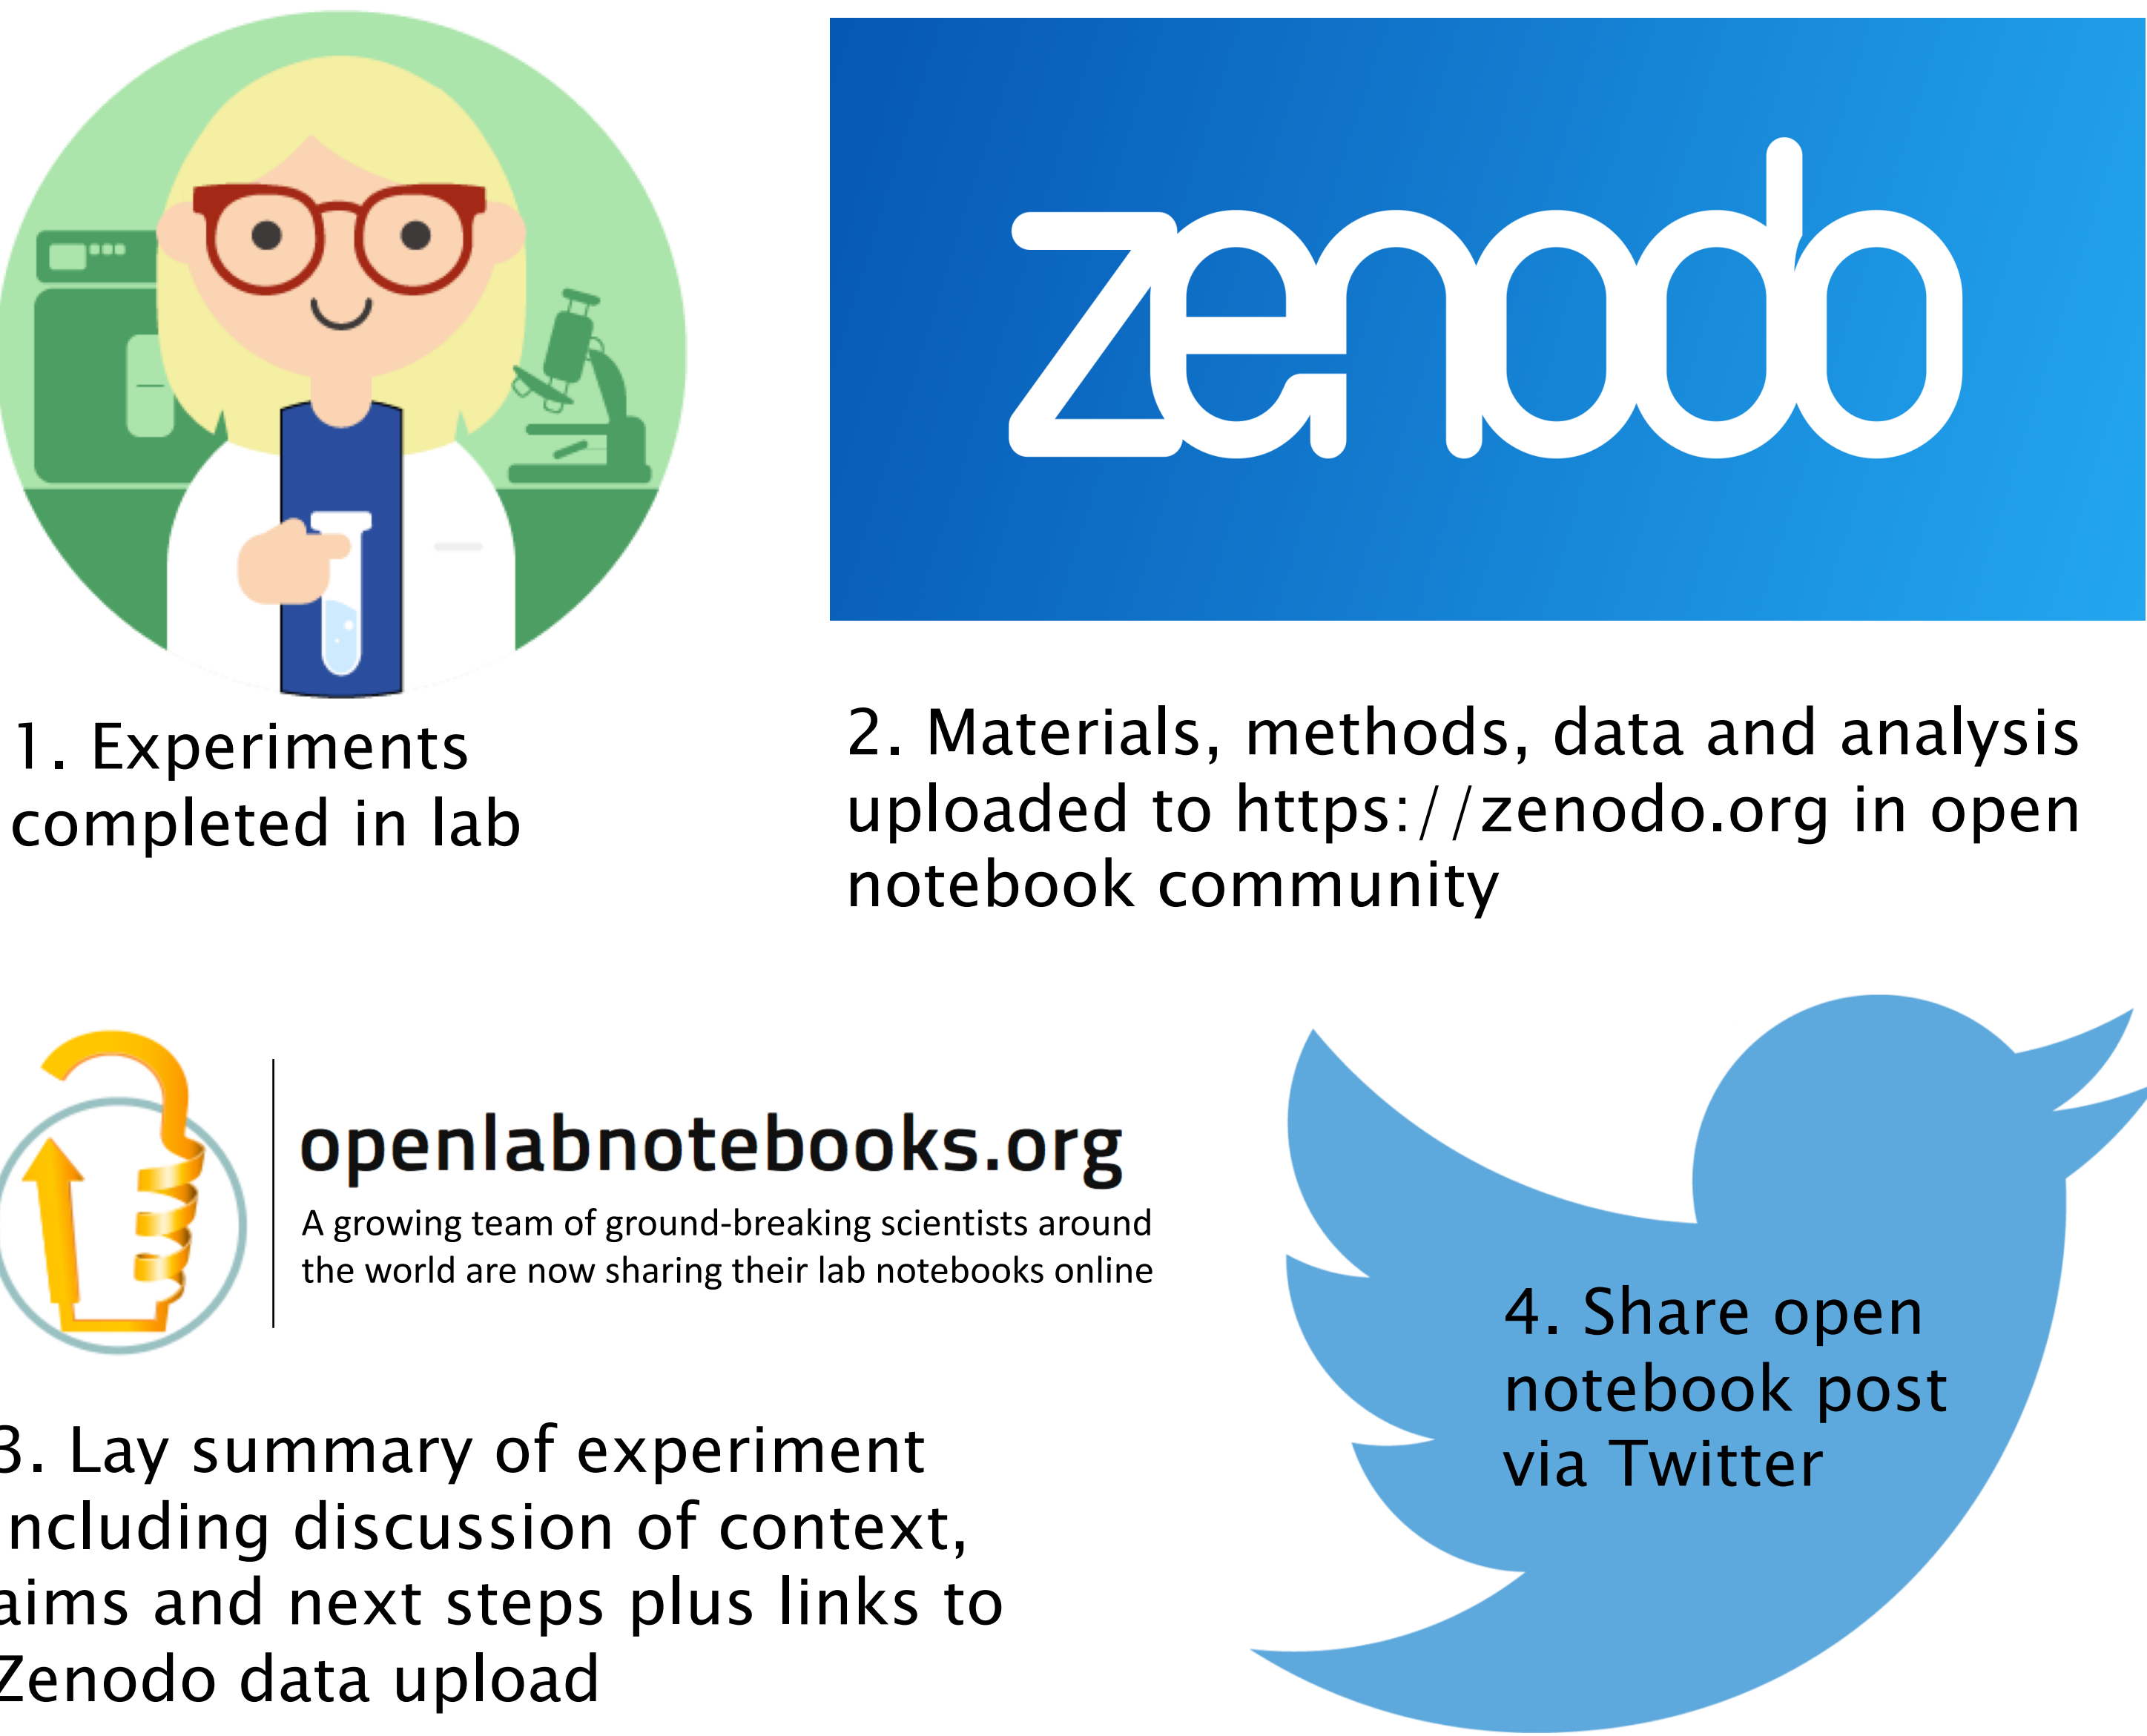 zenodo
1. Experiments
completed in lab
2. Materials, methods, data and analysis
uploaded to https://zenodo.org in open
notebook community
openlabnotebooks.org
A growing team of ground-breaking scientists around
the world are now sharing their lab notebooks online
3. Lay summary of experiment
including discussion of context,
aims and next steps plus links to
Zenodo data upload
4. Share open
notebook post
via Twitter